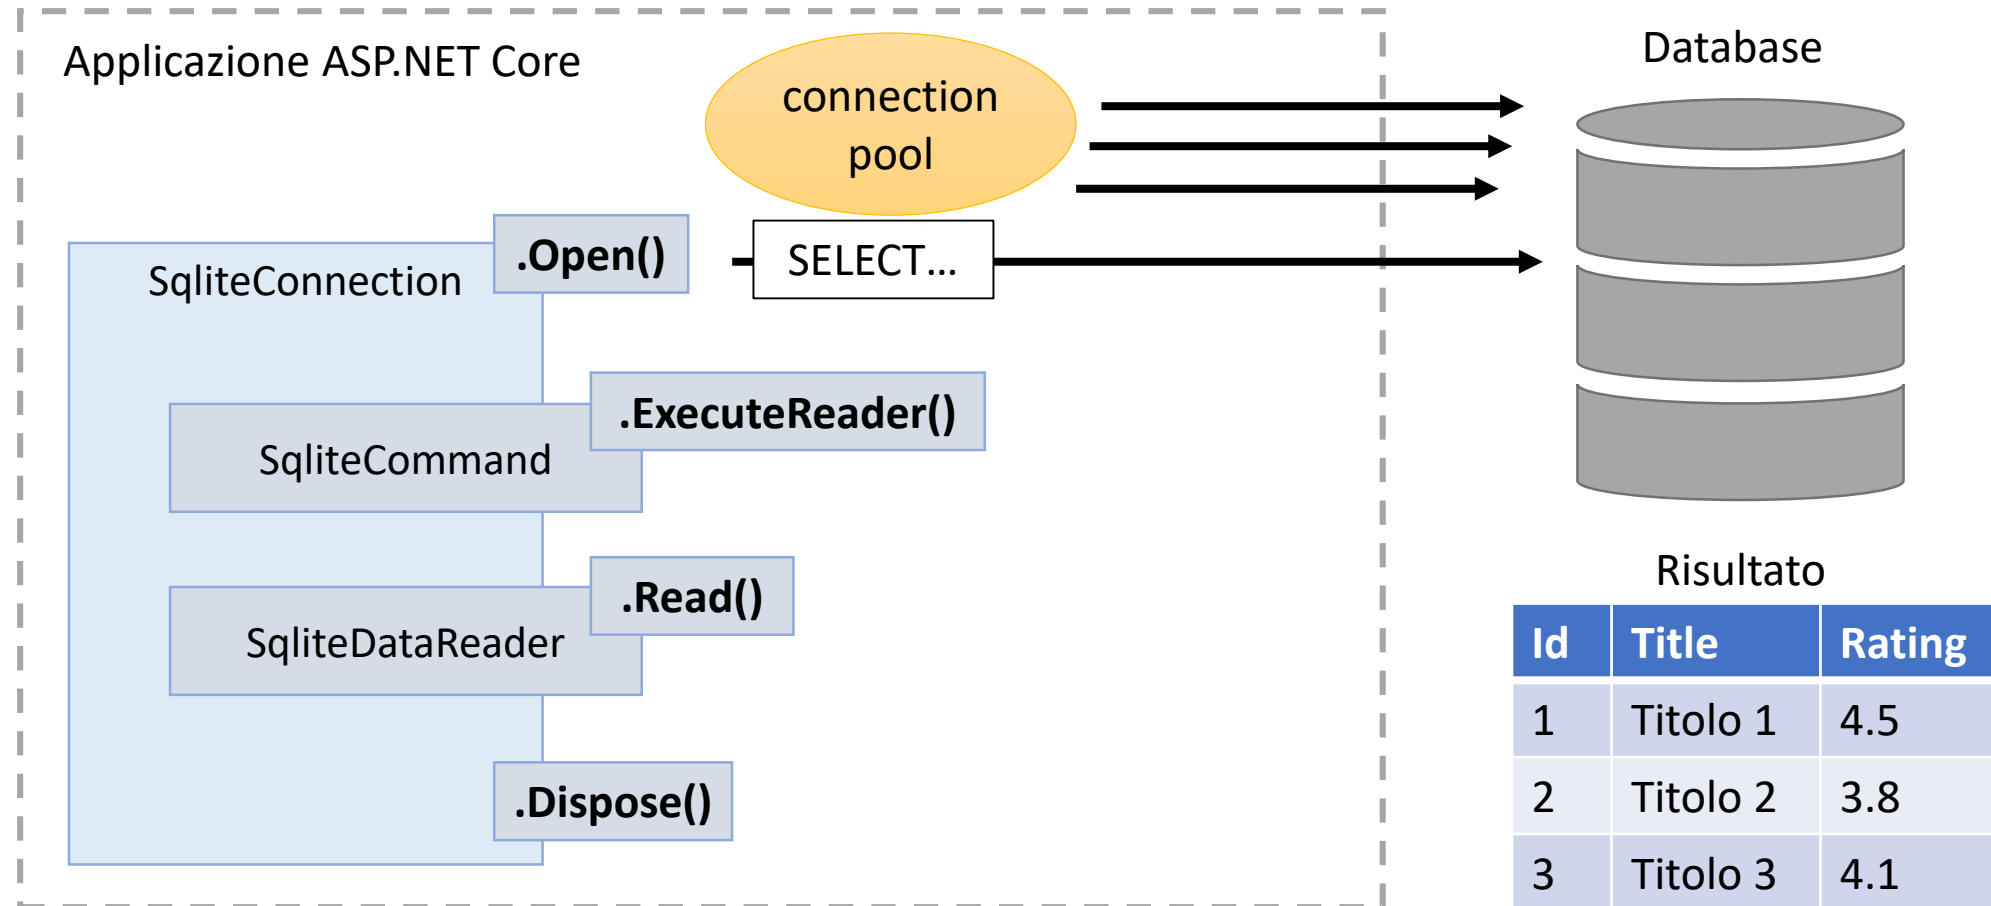 Applicazione ASP.NET Core
connection
pool
Database
SqliteConnection
.Open()
SELECT...
SqliteCommand
.ExecuteReader()
SqliteDataReader
.Read()
.Dispose()
Risultato
Id Title Rating
1 Titolo 1 4.5
2 Titolo 2 3.8
3 Titolo 3 4.1